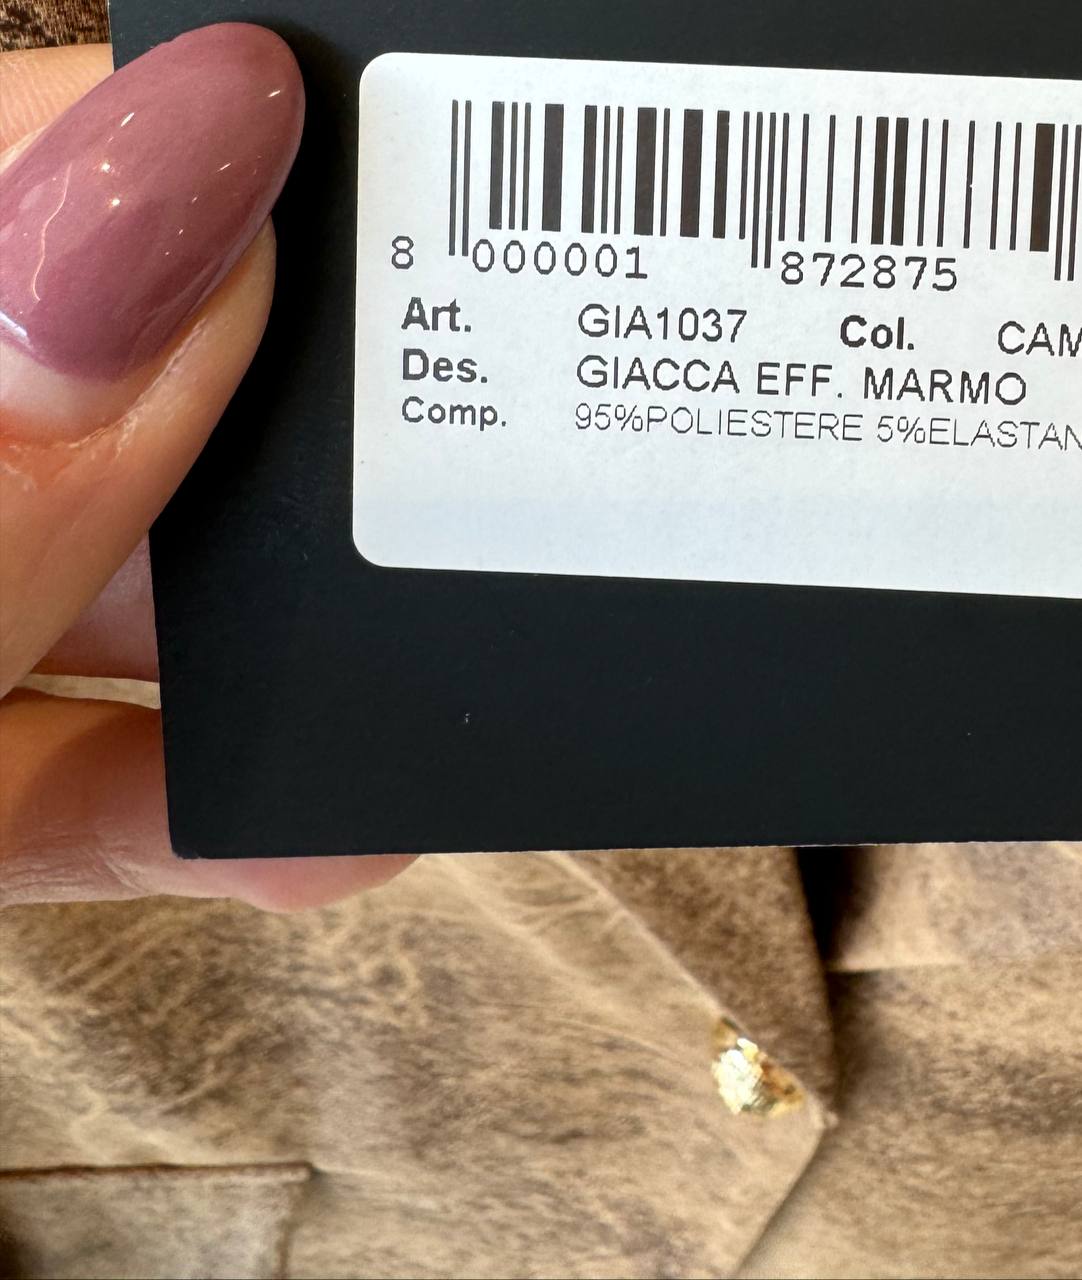 8 000001 872875
Art. GIA1037 Col. CAM
Des. GIACCA EFF. MARMO
Comp. 95%POLIESTERE 5%ELASTAN